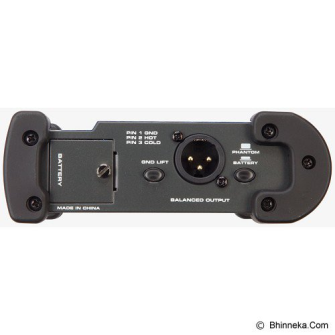 PIN 1 GND
PIN 2 HOT
PIN 3 COLD
PHANTOM
BATTERY
GND LIFT
BATTERY
BALANCED OUTPUT
MADE IN CHINA
© Bhinneka.Com